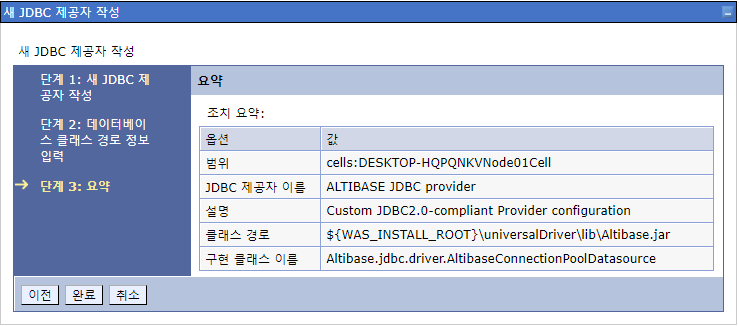 새 JDBC 제공자 작성
새 JDBC 제공자 작성
단계 1: 새 JDBC 제
공자 작성
단계 2: 데이터베이
스 클래스 경로 정보
입력
단계 3: 요약
요약
조치 요약:
옵션 값
범위 cells:DESKTOP-HQPQNKVNode01Cell
JDBC 제공자 이름 ALTIBASE JDBC provider
설명 Custom JDBC2.0-compliant Provider configuration
클래스 경로 ${WAS_INSTALL_ROOT}\universalDriver\lib\Altibase.jar
구현 클래스 이름 Altibase.jdbc.driver.AltibaseConnectionPoolDatasource
이전 완료 취소